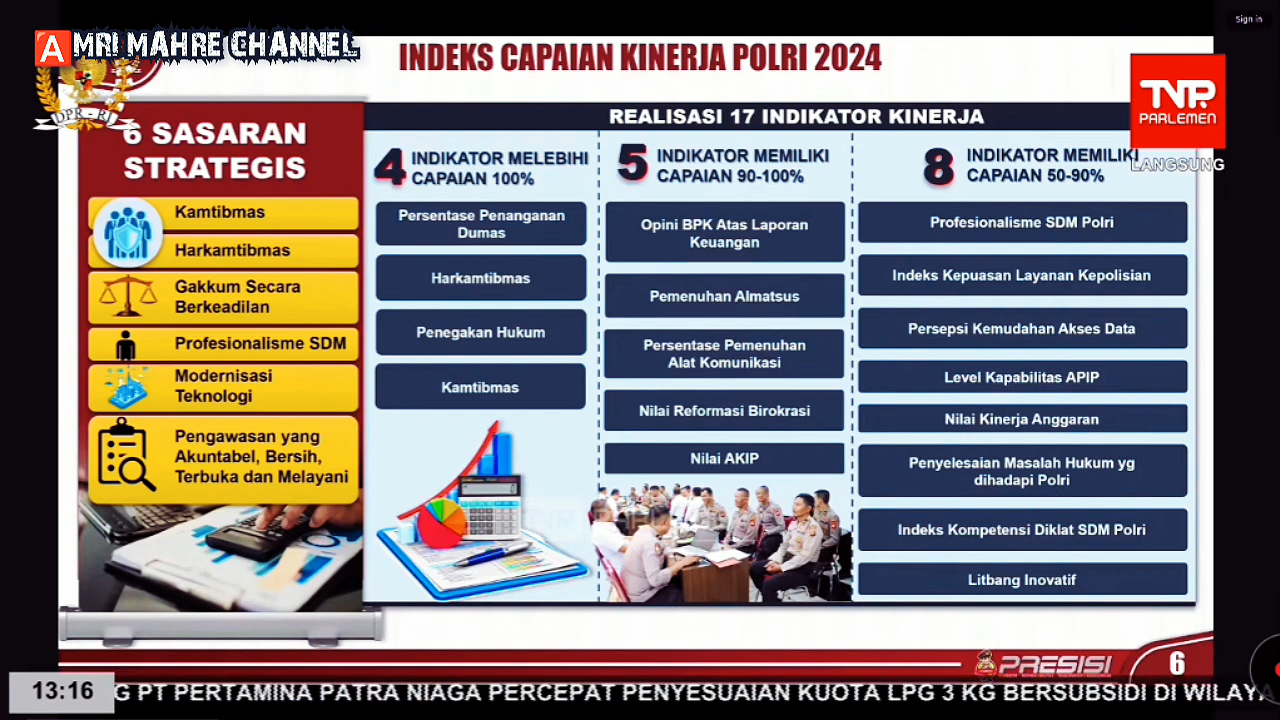 Sign in
AMRI MAHRE CHANNEL
DPR - RI
INDEKS CAPAIAN KINERJA POLRI 2024
TVP.
PARLEMEN
LANGSUNG
6 SASARAN
STRATEGIS
Kamtibmas
Harkamtibmas
Gakkum Secara
Berkeadilan
Profesionalisme SDM
Modernisasi
Teknologi
Pengawasan yang
Akuntabel, Bersih,
Terbuka dan Melayani
REALISASI 17 INDIKATOR KINERJA
4 INDIKATOR MELEBIHI
CAPAIAN 100%
Persentase Penanganan
Dumas
Harkamtibmas
Penegakan Hukum
Kamtibmas
5 INDIKATOR MEMILIKI
CAPAIAN 90-100%
Opini BPK Atas Laporan
Keuangan
Pemenuhan Almatsus
Persentase Pemenuhan
Alat Komunikasi
Nilai Reformasi Birokrasi
Nilai AKIP
8 INDIKATOR MEMILIKI
CAPAIAN 50-90%
Profesionalisme SDM Polri
Indeks Kepuasan Layanan Kepolisian
Persepsi Kemudahan Akses Data
Level Kapabilitas APIP
Nilai Kinerja Anggaran
Penyelesaian Masalah Hukum yg
dihadapi Polri
Indeks Kompetensi Diklat SDM Polri
Litbang Inovatif
PRESISI
6
13:16
G PT PERTAMINA PATRA NIAGA PERCEPAT PENYESUAIAN KUOTA LPG 3 KG BERSUBSIDI DI WILAYA